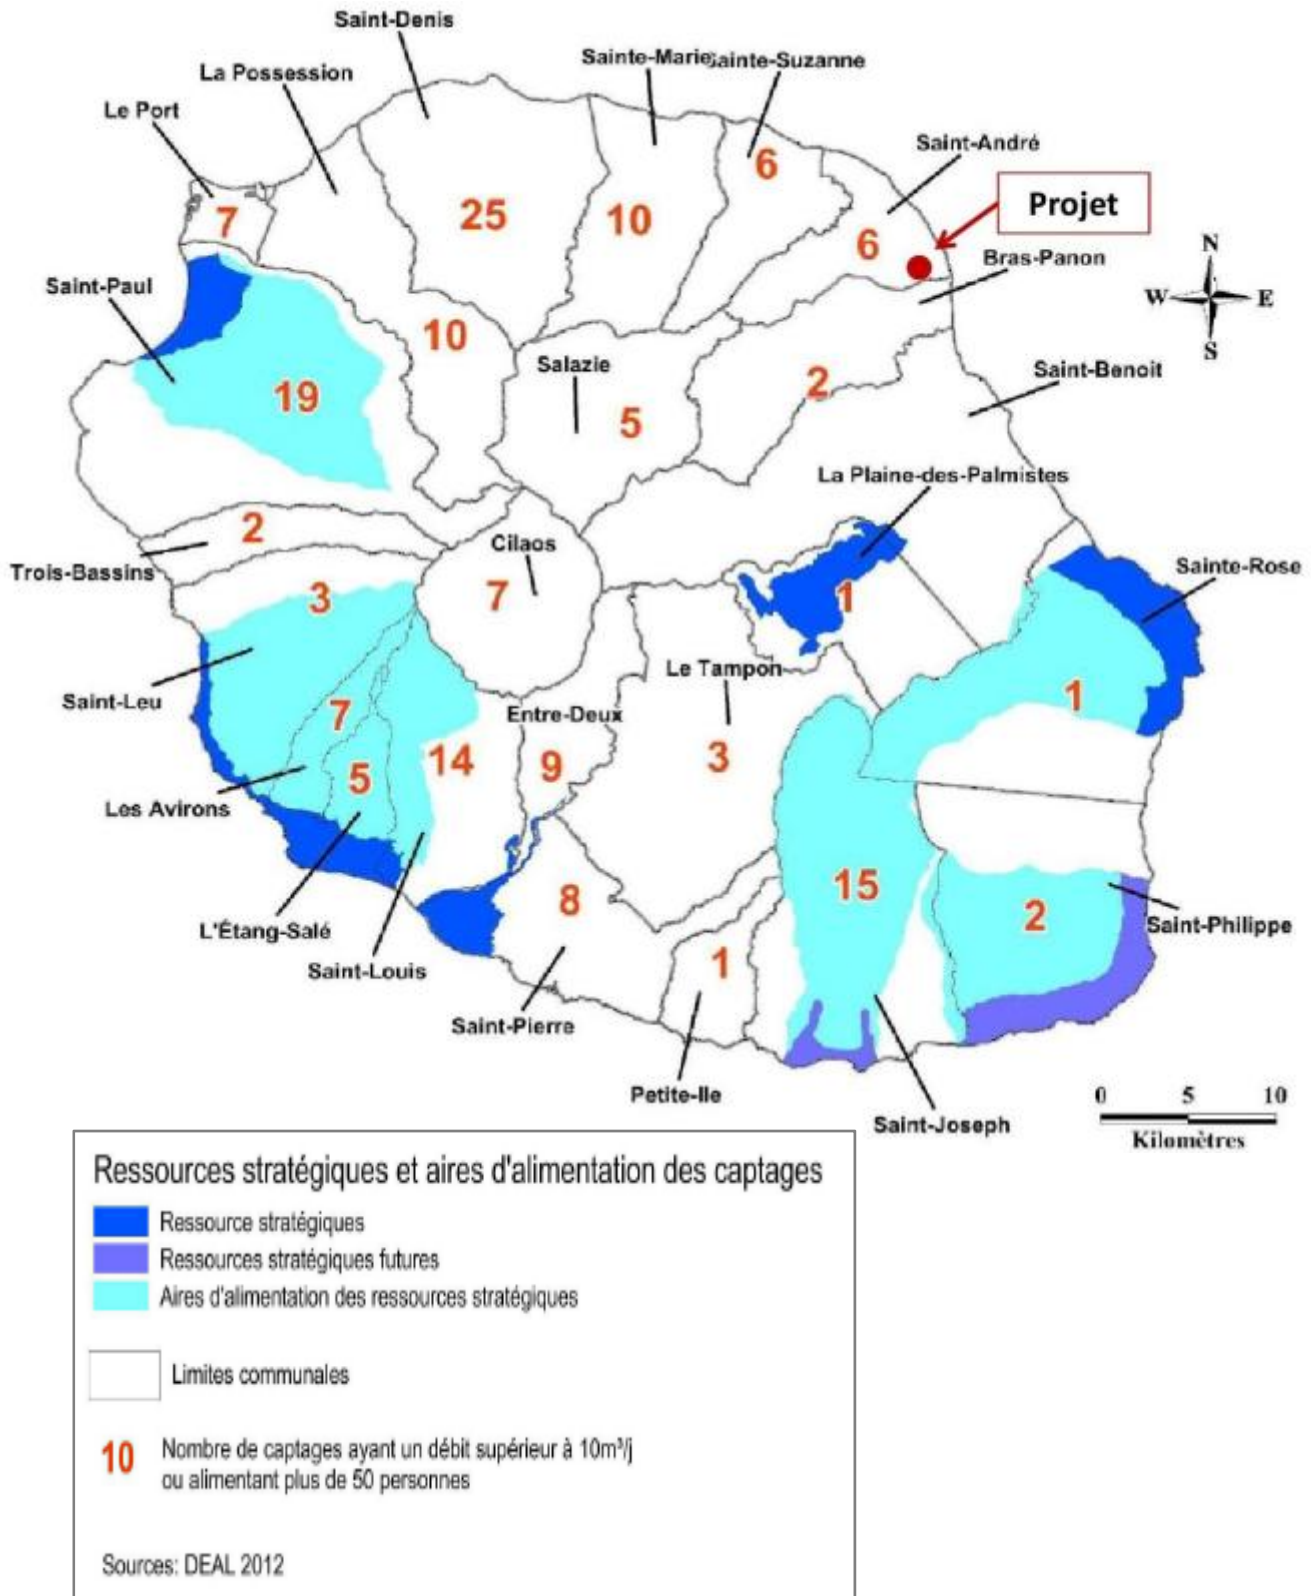 Saint-Denis
Sainte-Marie
Sainte-Suzanne
La Possession
Le Port
Saint-André
6
Projet
7
25
10
6
Bras-Panon
N
W E
S
Saint-Paul
10
Salazie
2
Saint-Benoit
19
5
La Plaine-des-Palmistes
2
Cilaos
Trois-Bassins
Sainte-Rose
3
7
1
Le Tampon
Saint-Leu
1
7
Entre-Deux
14
9
3
5
Les Avirons
15
8
2
L'Étang-Salé
Saint-Philippe
Saint-Louis
1
Saint-Pierre
Petite-Ile
Saint-Joseph
0 5 10
Kilomètres
Ressources stratégiques et aires d'alimentation des captages
Ressource stratégiques
Ressources stratégiques futures
Aires d'alimentation des ressources stratégiques
Limites communales
10 Nombre de captages ayant un débit supérieur à 10m³/j
ou alimentant plus de 50 personnes
Sources: DEAL 2012